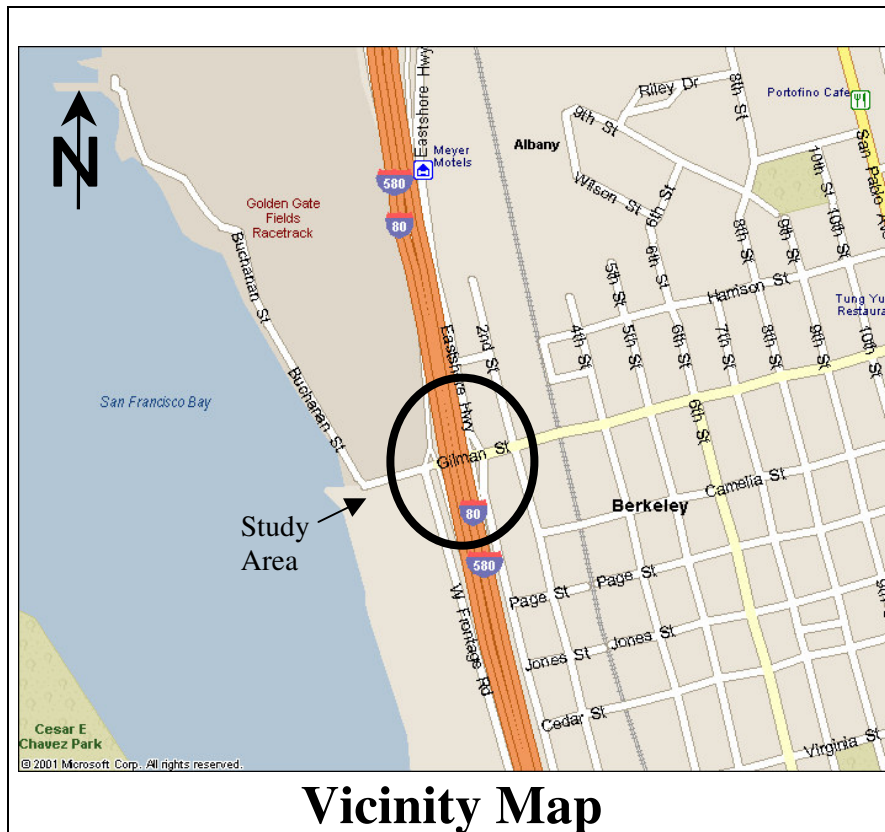 Eastshore Hwy
Riley Dr
8th St
Portofino Cafe
9th St
San Pablo Ave
N
Meyer
Motels
Albany
580
80
Wilson St
6th St
10th St
Golden Gate
Fields
Racetrack
Buchanan St
6th St
8th St
9th St
10th St
5th St
Harrison St
Tung Yu
Restaura
Eastshore Hwy
2nd St
4th St
5th St
6th St
7th St
8th St
9th St
10th St
Buchanan St
San Francisco Bay
6th St
Gilman St
Camelia St
80
Berkeley
Study
Area
580
Page St
Page St
9th S
W Frontage Rd
Jones St
Jones St
Cedar St
Cesar E
Chavez Park
Virginia St
© 2001 Microsoft Corp. All rights reserved.
Vicinity Map